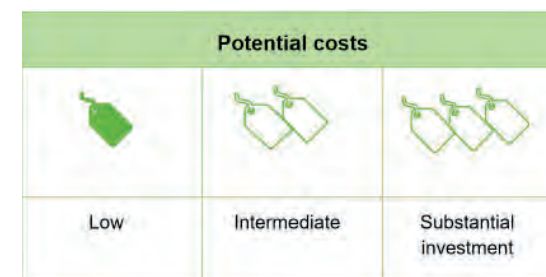 Potential costs
Low
Intermediate
Substantial
investment